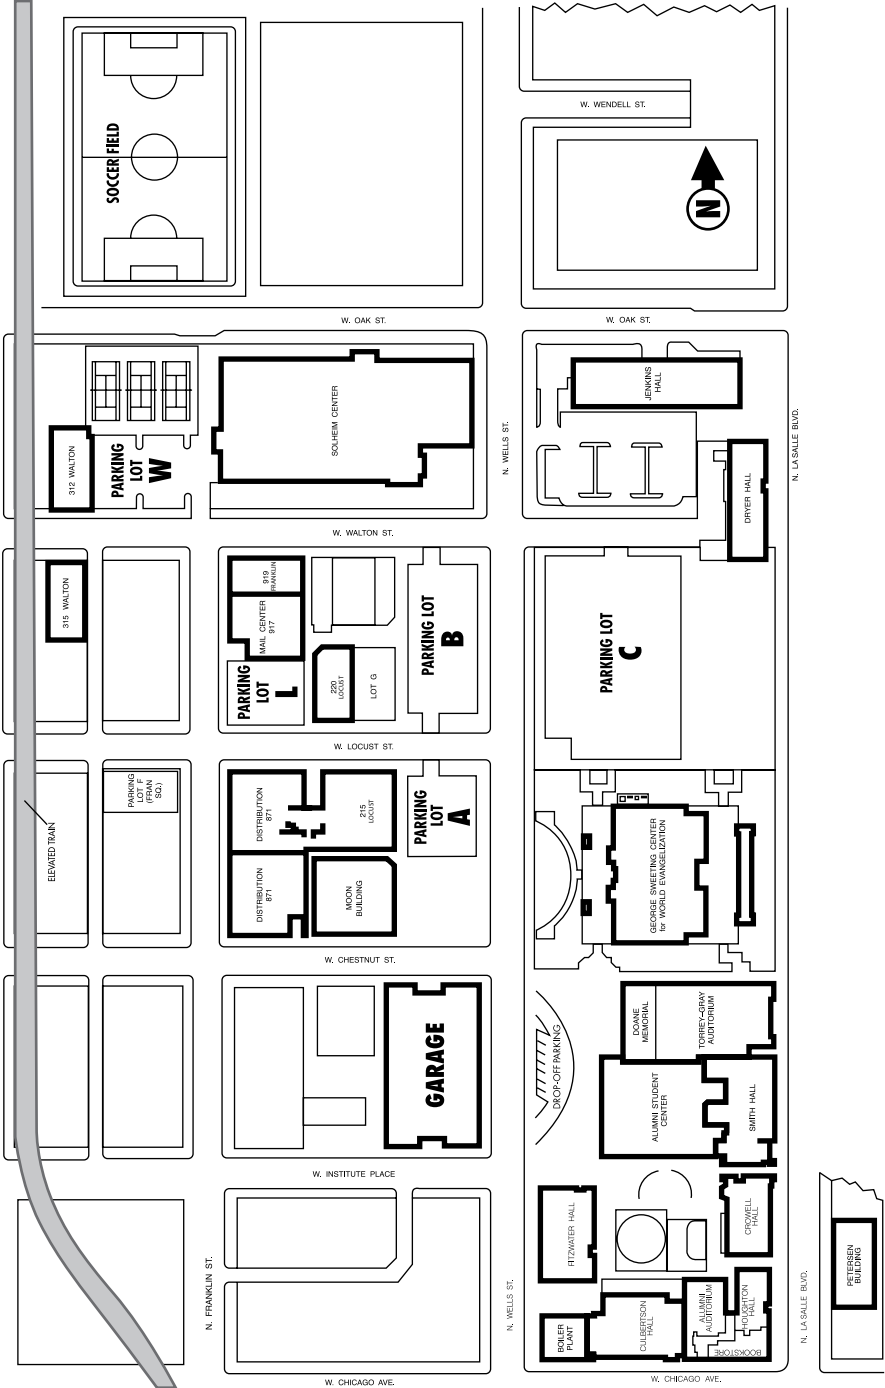 W. WENDELL ST.
SOCCER FIELD
N
W. OAK ST.
W. OAK ST.
JENKINS
HALL
SOLHEIM CENTER
N. WELLS ST.
N. LA SALLE BLVD.
312 WALTON
PARKING
LOT
W
DRYER HALL
W. WALTON ST.
315 WALTON
919
FRANKLIN
MAIL CENTER
917
PARKING LOT
B
PARKING LOT
C
PARKING
LOT
L
220
LOCUST
LOT G
W. LOCUST ST.
PARKING
LOT F
(FRAN
SQ.)
DISTRIBUTION
871
215
LOCUST
PARKING
LOT
A
ELEVATED TRAIN
DISTRIBUTION
871
MOON
BUILDING
GEORGE SWEETING CENTER
for WORLD EVANGELIZATION
W. CHESTNUT ST.
GARAGE
DROP-OFF PARKING
DOANE
MEMORIAL
TORREY-GRAY
AUDITORIUM
ALUMNI STUDENT
CENTER
SMITH HALL
W. INSTITUTE PLACE
FITZWATER HALL
CROWELL
HALL
PETERSEN
BUILDING
N. FRANKLIN ST.
N. WELLS ST.
N. LA SALLE BLVD.
BOILER
PLANT
CULBERTSON
HALL
ALUMNI
AUDITORIUM
HOUGHTON
HALL
BOOKSTORE
W. CHICAGO AVE.
W. CHICAGO AVE.